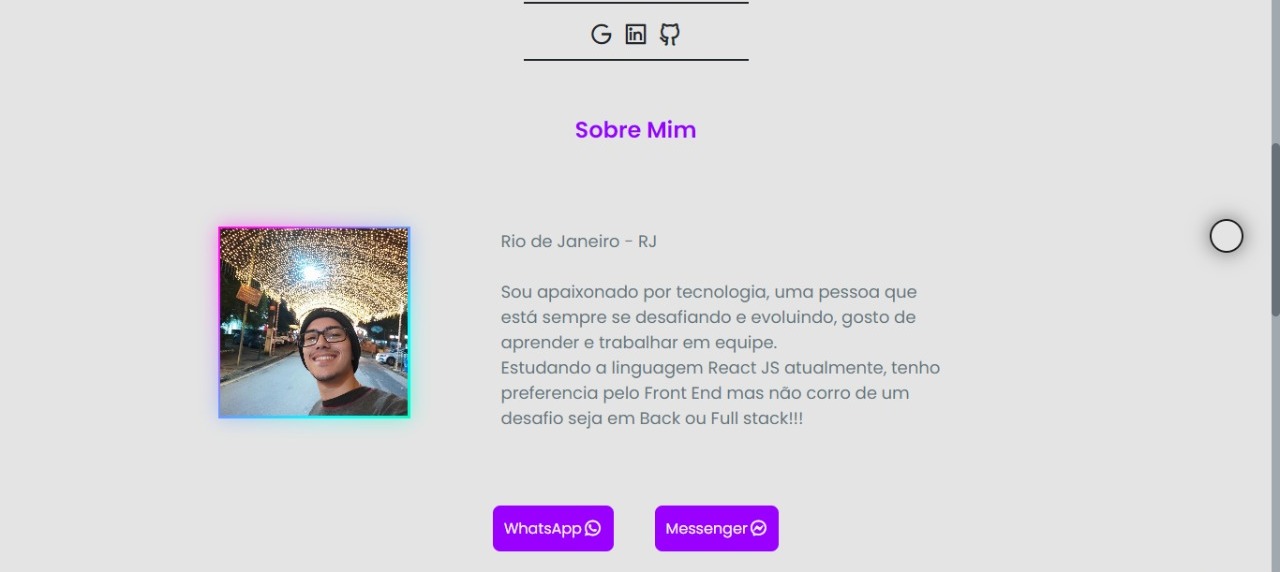 Sobre Mim
Rio de Janeiro - RJ
Sou apaixonado por tecnologia, uma pessoa que
está sempre se desafiando e evoluindo, gosto de
aprender e trabalhar em equipe.
Estudando a linguagem React JS atualmente, tenho
preferencia pelo Front End mas não corro de um
desafio seja em Back ou Full stack!!!
WhatsApp
Messenger